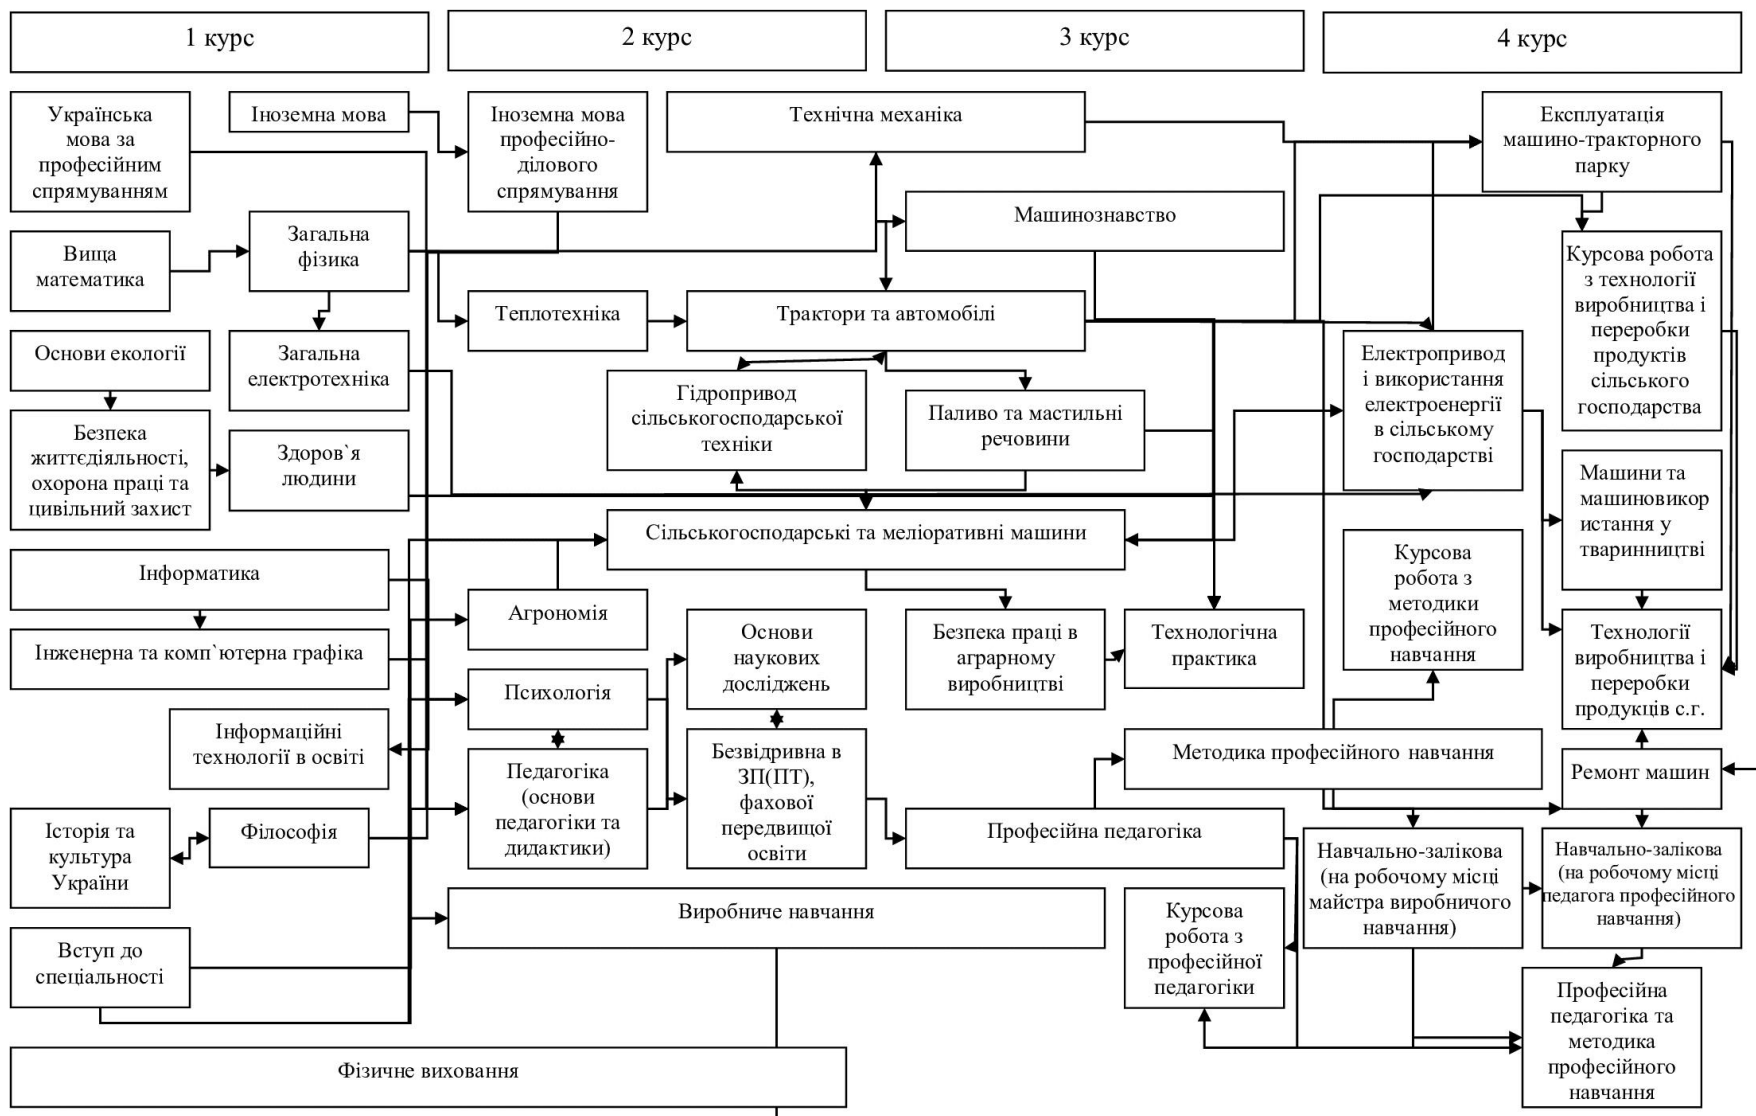 1 курс
2 курс
3 курс
4 курс
Українська
мова за
професійним
спрямуванням
Іноземна мова
Іноземна мова
професійно-
ділового
спрямування
Технічна механіка
Експлуатація
машино-тракторного
парку
Машинознавство
Вища
математика
Загальна
фізика
Курсова робота
з технології
виробництва і
переробки
продуктів
сільського
господарства
Теплотехніка
Трактори та автомобілі
Основи екології
Загальна
електротехніка
Електропривод
і використання
електроенергії
в сільському
господарстві
Гідропривод
сільськогосподарської
техніки
Паливо та мастильні
речовини
Безпека
життєдіяльності,
охорона праці та
цивільний захист
Здоров`я
людини
Машини та
машиновикор
истання у
тваринництві
Сільськогосподарські та меліоративні машини
Курсова
робота з
методики
професійного
навчання
Інформатика
Агрономія
Основи
наукових
досліджень
Безпека праці в
аграрному
виробництві
Технологічна
практика
Технології
виробництва і
переробки
продукців с.г.
Інженерна та комп`ютерна графіка
Психологія
Інформаційні
технології в освіті
Педагогіка
(основи
педагогіки та
дидактики)
Безвідривна в
ЗП(ПТ),
фахової
передвищої
освіти
Методика професійного навчання
Ремонт машин
Історія та
культура
України
Філософія
Професійна педагогіка
Навчально-залікова
(на робочому місці
майстра виробничого
навчання)
Навчально-залікова
(на робочому місці
педагога професійного
навчання)
Виробниче навчання
Курсова
робота з
професійної
педагогіки
Вступ до
спеціальності
Професійна
педагогіка та
методика
професійного
навчання
Фізичне виховання